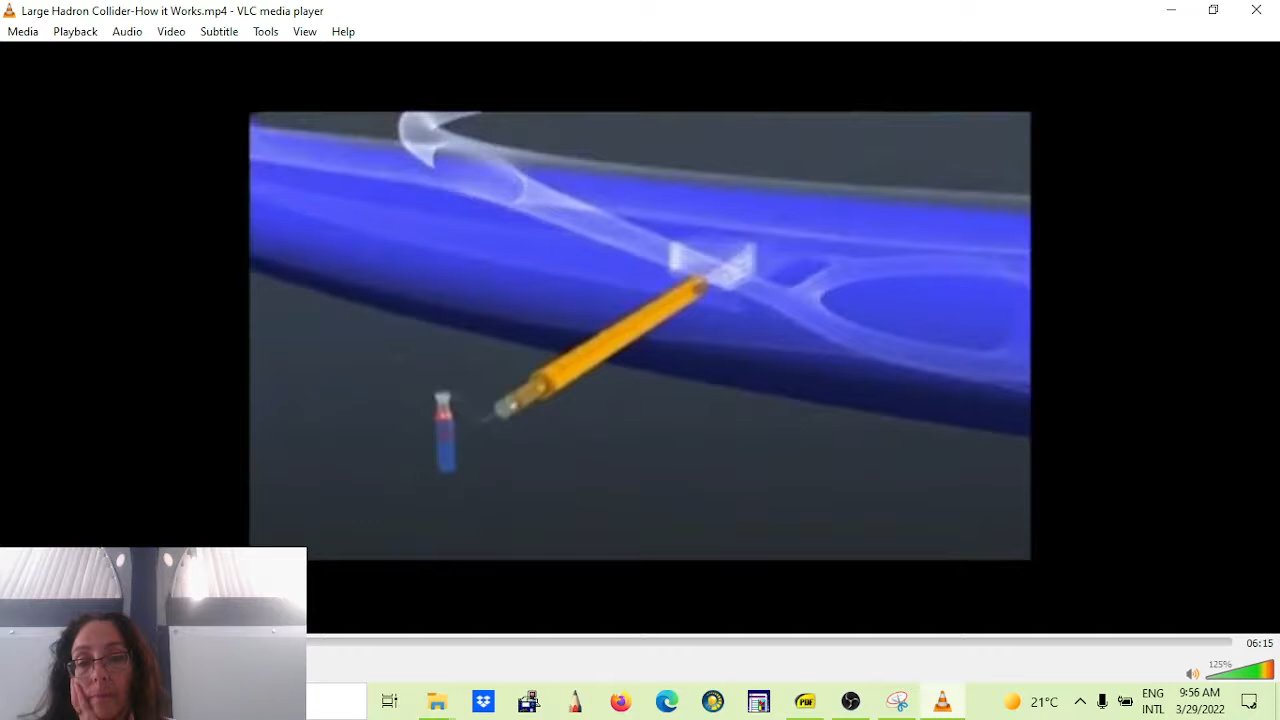 Large Hadron Collider-How it Works.mp4 - VLC media player
Media Playback Audio Video Subtitle Tools View Help
06:15
125%
PDF
21°C
ENG
INTL
9:56 AM
3/29/2022